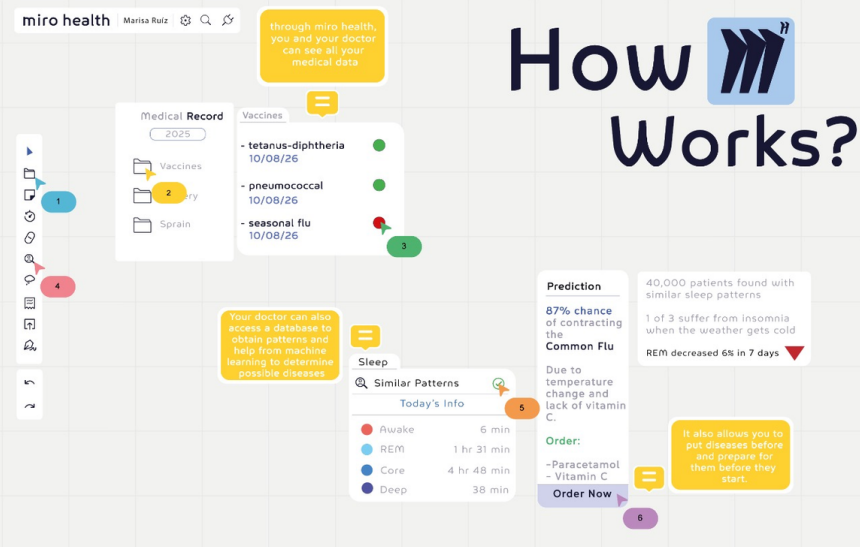 miro health
Marisa Ruíz
through miro health,
you and your doctor
can see all your
medical data
How
Works?
Medical Record
2025
Vaccines
2
ry
Sprain
Vaccines
- tetanus-diphtheria
10/08/26
- pneumococcal
10/08/26
- seasonal flu
10/08/26
3
1
4
Your doctor can also
access a database to
obtain patterns and
help from machine
learning to determine
possible diseases
Sleep
Similar Patterns
Today's Info
Awake 6 min
REM 1 hr 31 min
Core 4 hr 48 min
Deep 38 min
5
Prediction
87% chance
of contracting
the
Common Flu
Due to
temperature
change and
lack of vitamin
C.
Order:
-Paracetamol
- Vitamin C
Order Now
6
40,000 patients found with
similar sleep patterns
1 of 3 suffer from insomnia
when the weather gets cold
REM decreased 6% in 7 days
It also allows you to
put diseases before
and prepare for
them before they
start.